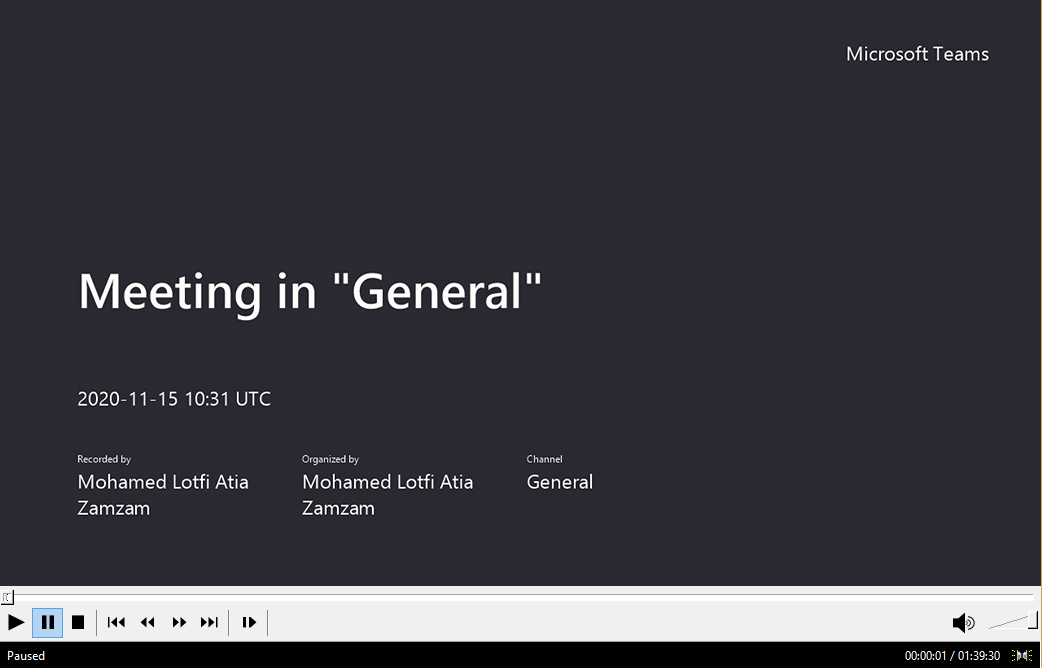 Microsoft Teams
Meeting in "General"
2020-11-15 10:31 UTC
Recorded by
Mohamed Lotfi Atia
Zamzam
Organized by
Mohamed Lotfi Atia
Zamzam
Channel
General
Paused
00:00:01 / 01:39:30